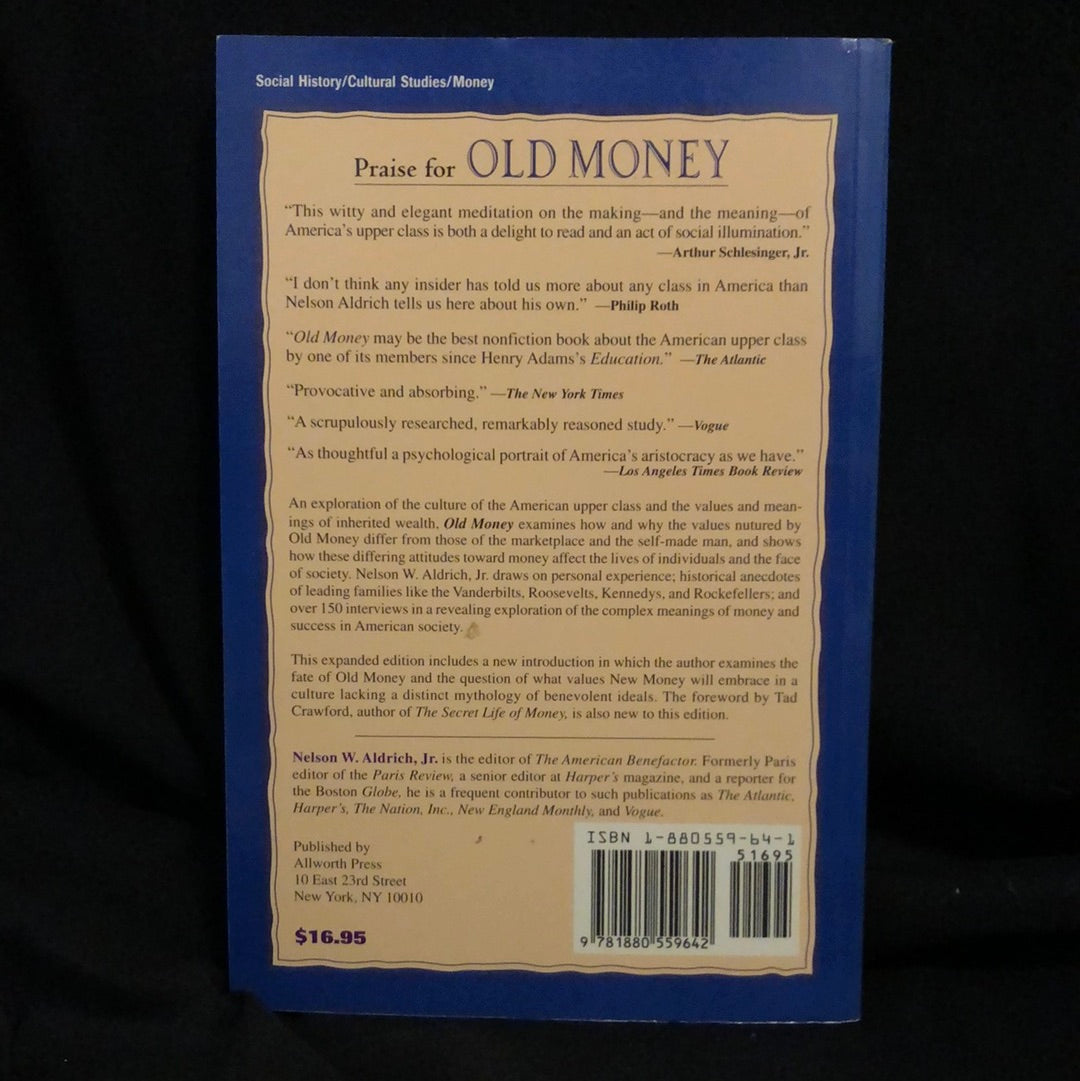 Social History/Cultural Studies/Money
Praise for OLD MONEY
“This witty and elegant meditation on the making—and the meaning—of
America's upper class is both a delight to read and an act of social illumination.”
—Arthur Schlesinger, Jr.
“I don't think any insider has told us more about any class in America than
Nelson Aldrich tells us here about his own.” —Philip Roth
“Old Money may be the best nonfiction book about the American upper class
by one of its members since Henry Adams's Education.” —The Atlantic
“Provocative and absorbing.” —The New York Times
“A scrupulously researched, remarkably reasoned study.” —Vogue
“As thoughtful a psychological portrait of America's aristocracy as we have.”
—Los Angeles Times Book Review
An exploration of the culture of the American upper class and the values and mean-
ings of inherited wealth, Old Money examines how and why the values nutured by
Old Money differ from those of the marketplace and the self-made man, and shows
how these differing attitudes toward money affect the lives of individuals and the face
of society. Nelson W. Aldrich, Jr. draws on personal experience; historical anecdotes
of leading families like the Vanderbilts, Roosevelts, Kennedys, and Rockefellers; and
over 150 interviews in a revealing exploration of the complex meanings of money and
success in American society.
This expanded edition includes a new introduction in which the author examines the
fate of Old Money and the question of what values New Money will embrace in a
culture lacking a distinct mythology of benevolent ideals. The foreword by Tad
Crawford, author of The Secret Life of Money, is also new to this edition.
Nelson W. Aldrich, Jr. is the editor of The American Benefactor. Formerly Paris
editor of the Paris Review, a senior editor at Harper's magazine, and a reporter for
the Boston Globe, he is a frequent contributor to such publications as The Atlantic,
Harper's, The Nation, Inc., New England Monthly, and Vogue.
Published by
Allworth Press
10 East 23rd Street
New York, NY 10010
$16.95
ISBN 1-880559-64-1
51695
9 781880 559642